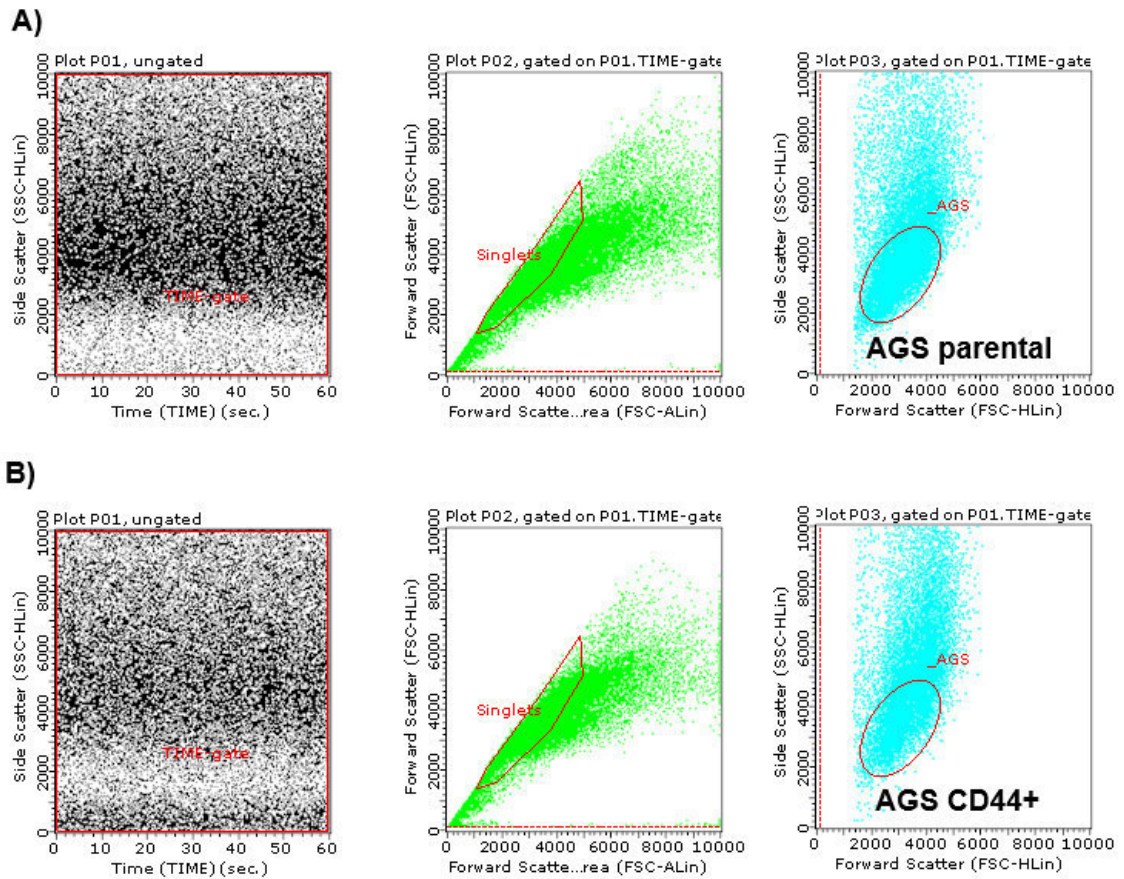 A)
Plot P01, ungated
Side Scatter (SSC-HLin)
10000
8000
6000
4000
2000
0
TIME-gate
0 10 20 30 40 50 60
Time (TIME) (sec.)
Plot P02, gated on P01.TIME-gate
Forward Scatter (FSC-HLin)
10000
8000
6000
4000
2000
0
Singlets
0 2000 4000 6000 8000 10000
Forward Scatte...rea (FSC-ALin)
Plot P03, gated on P01.TIME-gate
Side Scatter (SSC-HLin)
10000
8000
6000
4000
2000
0
_AGS
AGS parental
0 2000 4000 6000 8000 10000
Forward Scatter (FSC-HLin)
B)
Plot P01, ungated
Side Scatter (SSC-HLin)
10000
8000
6000
4000
2000
0
TIME-gate
0 10 20 30 40 50 60
Time (TIME) (sec.)
Plot P02, gated on P01.TIME-gate
Forward Scatter (FSC-HLin)
10000
8000
6000
4000
2000
0
Singlets
0 2000 4000 6000 8000 10000
Forward Scatte...rea (FSC-ALin)
Plot P03, gated on P01.TIME-gate
Side Scatter (SSC-HLin)
10000
8000
6000
4000
2000
0
_AGS
AGS CD44+
0 2000 4000 6000 8000 10000
Forward Scatter (FSC-HLin)